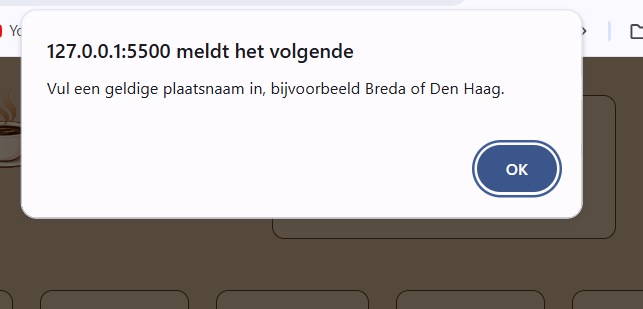 Yo
127.0.0.1:5500 meldt het volgende
Vul een geldige plaatsnaam in, bijvoorbeeld Breda of Den Haag.
OK